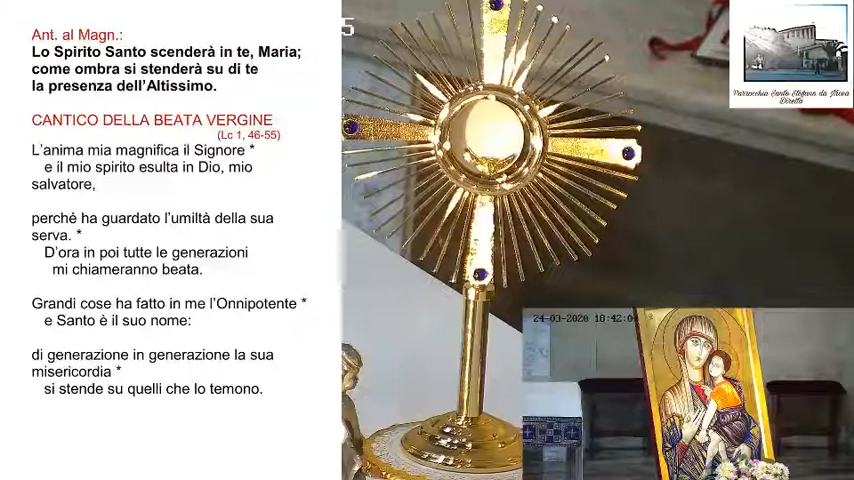 Ant. al Magn.:
Lo Spirito Santo scenderà in te, Maria;
come ombra si stenderà su di te
la presenza dell'Altissimo.
CANTICO DELLA BEATA VERGINE
(Lc 1, 46-55)
L'anima mia magnifica il Signore *
e il mio spirito esulta in Dio, mio
salvatore,
perché ha guardato l'umiltà della sua
serva. *
D'ora in poi tutte le generazioni
mi chiameranno beata.
Grandi cose ha fatto in me l'Onnipotente *
e Santo è il suo nome:
di generazione in generazione la sua
misericordia *
si stende su quelli che lo temono.
5
Parrocchia Santo Stefano da
Diretta
24-03-2020 18:42:0